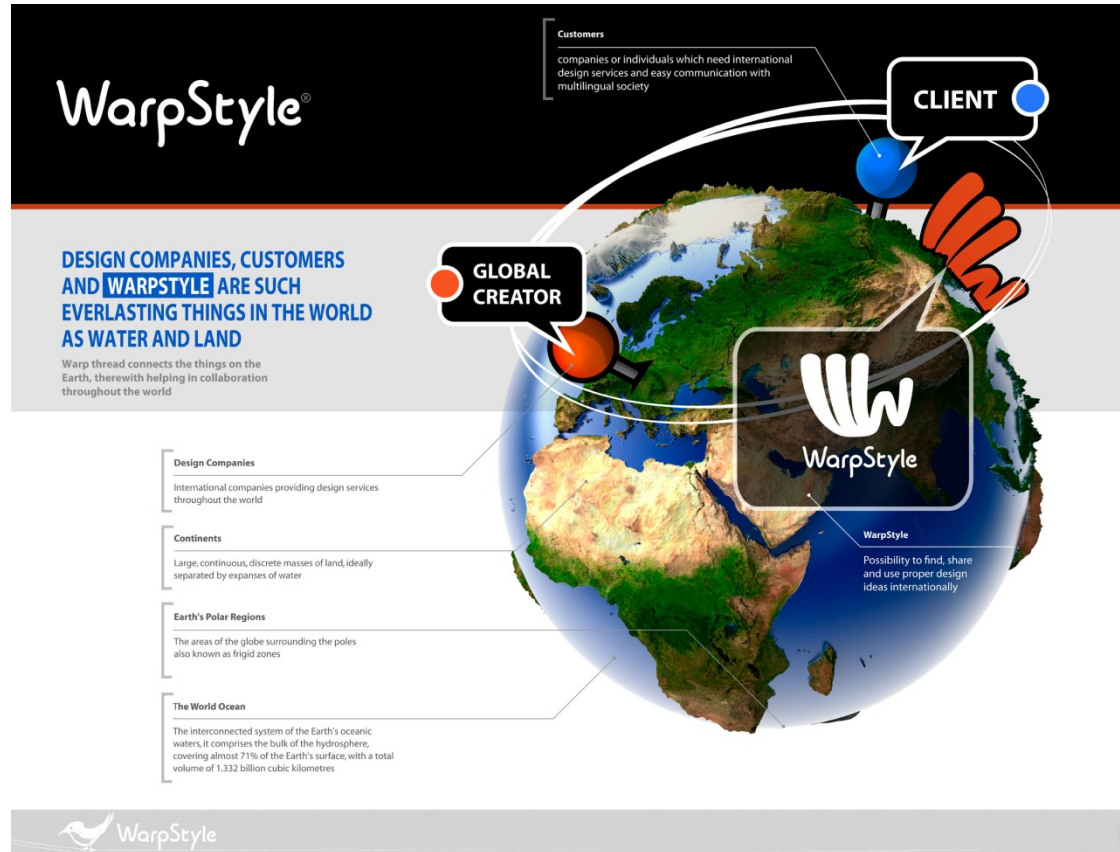 WarpStyle®
Customers
companies or individuals which need international
design services and easy communication with
multilingual society
CLIENT
GLOBAL
CREATOR
DESIGN COMPANIES, CUSTOMERS
AND WARPSTYLE ARE SUCH
EVERLASTING THINGS IN THE WORLD
AS WATER AND LAND
Warp thread connects the things on the
Earth, therewith helping in collaboration
throughout the world
WarpStyle
Design Companies
International companies providing design services
throughout the world
Continents
Large, continuous, discrete masses of land, ideally
separated by expanses of water
WarpStyle
Possibility to find, share
and use proper design
ideas internationally
Earth's Polar Regions
The areas of the globe surrounding the poles
also known as frigid zones
The World Ocean
The interconnected system of the Earth's oceanic
waters, it comprises the bulk of the hydrosphere,
covering almost 71% of the Earth's surface, with a total
volume of 1.332 billion cubic kilometres
WarpStyle